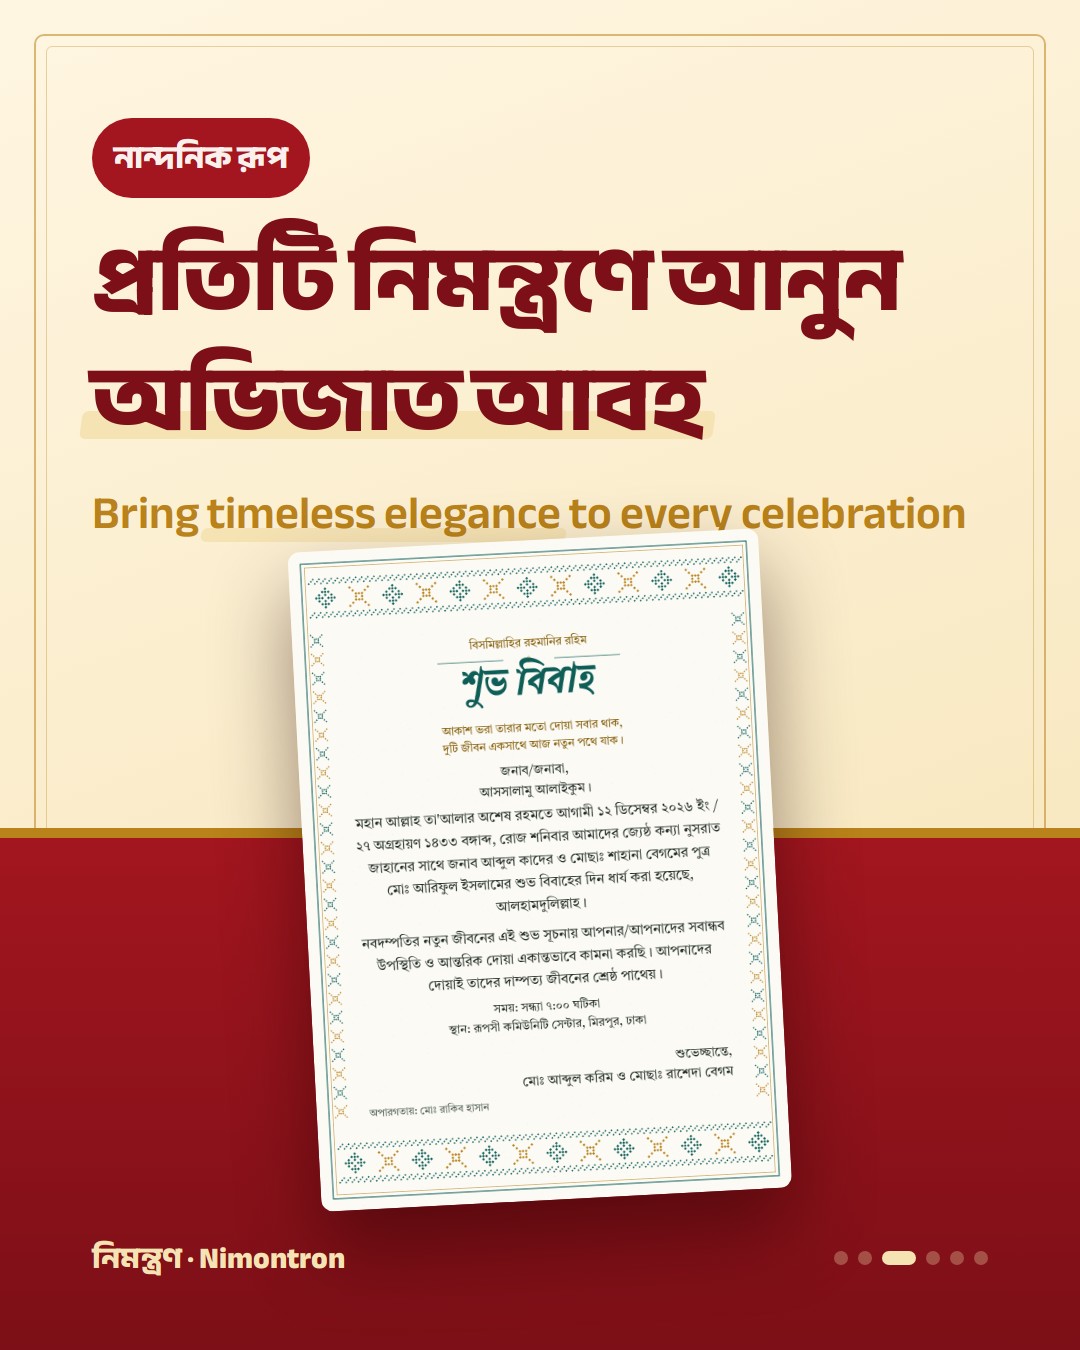 নান্দনিক রূপ
প্রতিটি নিমন্ত্রণে আনুন
অভিজাত আবহ
Bring timeless elegance to every celebration
বিসমিল্লাহির রহমানির রহিম
শুভ বিবাহ
আকাশ ভরা তারার মতো দোয়া সবার থাক,
দুটি জীবন একসাথে আজ নতুন পথে যাক।
জনাব/জনাবা,
আসসালামু আলাইকুম।
মহান আল্লাহ তা'আলার অশেষ রহমতে আগামী ১২ ডিসেম্বর ২০২৬ ইং /
২৭ অগ্রহায়ণ ১৪৩৩ বঙ্গাব্দ, রোজ শনিবার আমাদের জ্যেষ্ঠ কন্যা নুসরাত
জাহানের সাথে জনাব আব্দুল কাদের ও মোছাঃ শাহানা বেগমের পুত্র
মোঃ আরিফুল ইসলামের শুভ বিবাহের দিন ধার্য করা হয়েছে,
আলহামদুলিল্লাহ।
নবদম্পতির নতুন জীবনের এই শুভ সূচনায় আপনার/আপনাদের সবান্ধব
উপস্থিতি ও আন্তরিক দোয়া একান্তভাবে কামনা করছি। আপনাদের
দোয়াই তাদের দাম্পত্য জীবনের শ্রেষ্ঠ পাথেয়।
সময়: সন্ধ্যা ৭:০০ ঘটিকা
স্থান: রূপসী কমিউনিটি সেন্টার, মিরপুর, ঢাকা
শুভেচ্ছান্তে,
মোঃ আব্দুল করিম ও মোছাঃ রাশেদা বেগম
অপারগতায়: মোঃ রাকিব হাসান
নিমন্ত্রণ · Nimontron